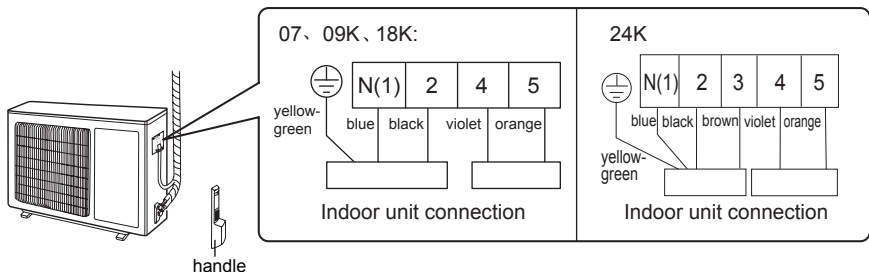 07、09K、18K:
N(1) 2 4 5
yellow-
green
blue black violet orange
Indoor unit connection
24K
N(1) 2 3 4 5
blue black brown violet orange
yellow-
green
Indoor unit connection
handle